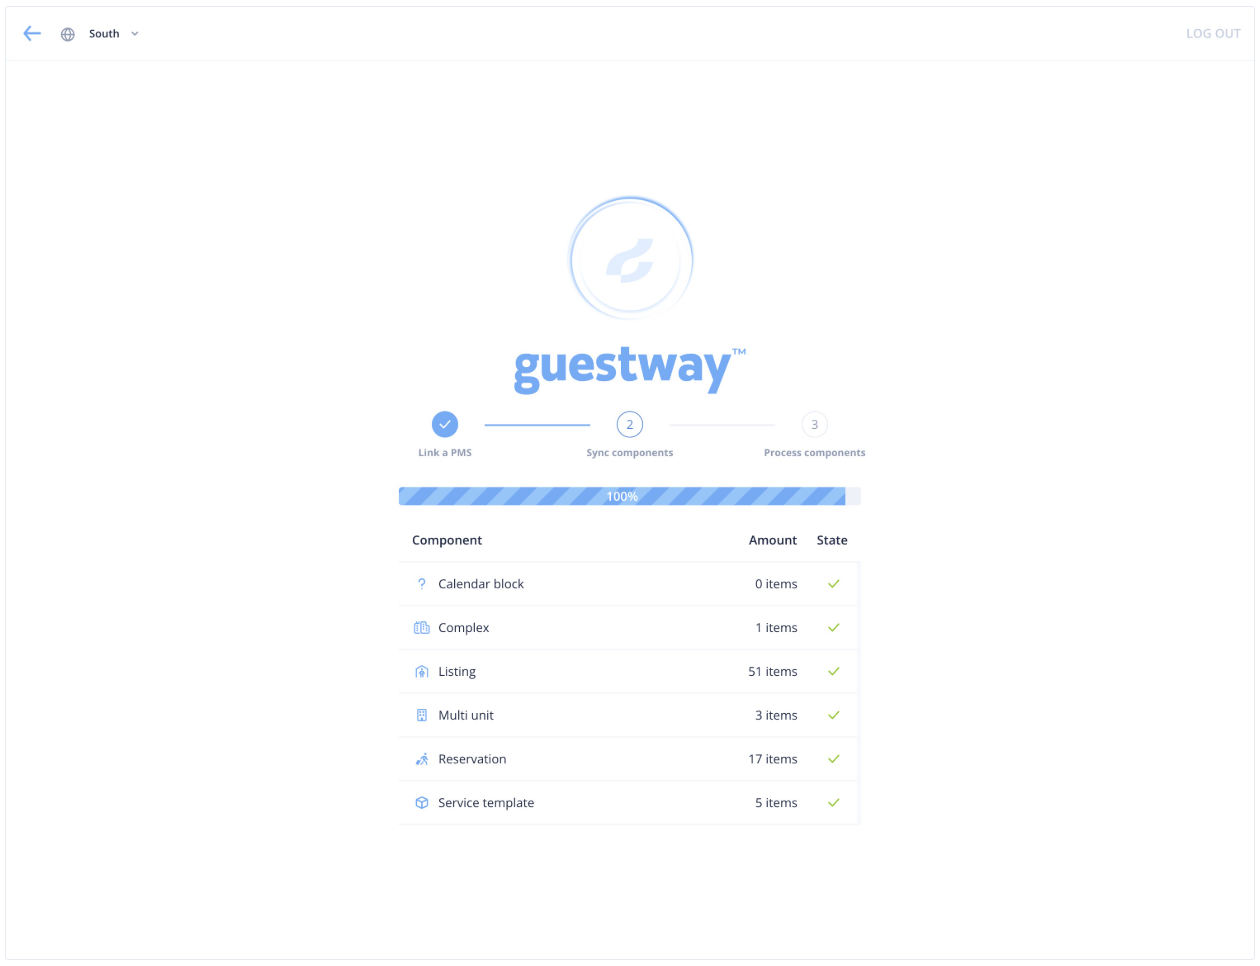 South
LOG OUT
guestway™
2
3
Link a PMS
Sync components
Process components
100%
Component Amount State
? Calendar block 0 items
Complex 1 items
Listing 51 items
Multi unit 3 items
Reservation 17 items
Service template 5 items